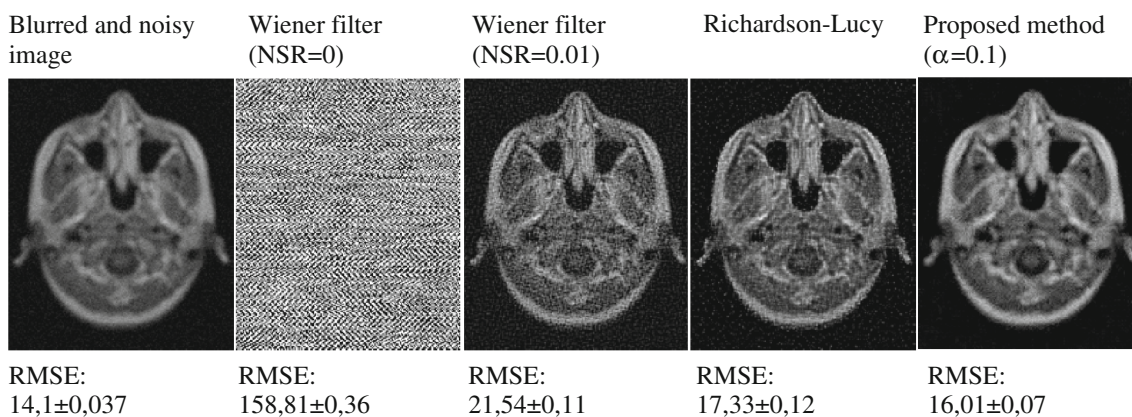 Blurred and noisy
image
Wiener filter
(NSR=0)
Wiener filter
(NSR=0.01)
Richardson-Lucy
Proposed method
(α=0.1)
RMSE:
14,1±0,037
RMSE:
158,81±0,36
RMSE:
21,54±0,11
RMSE:
17,33±0,12
RMSE:
16,01±0,07